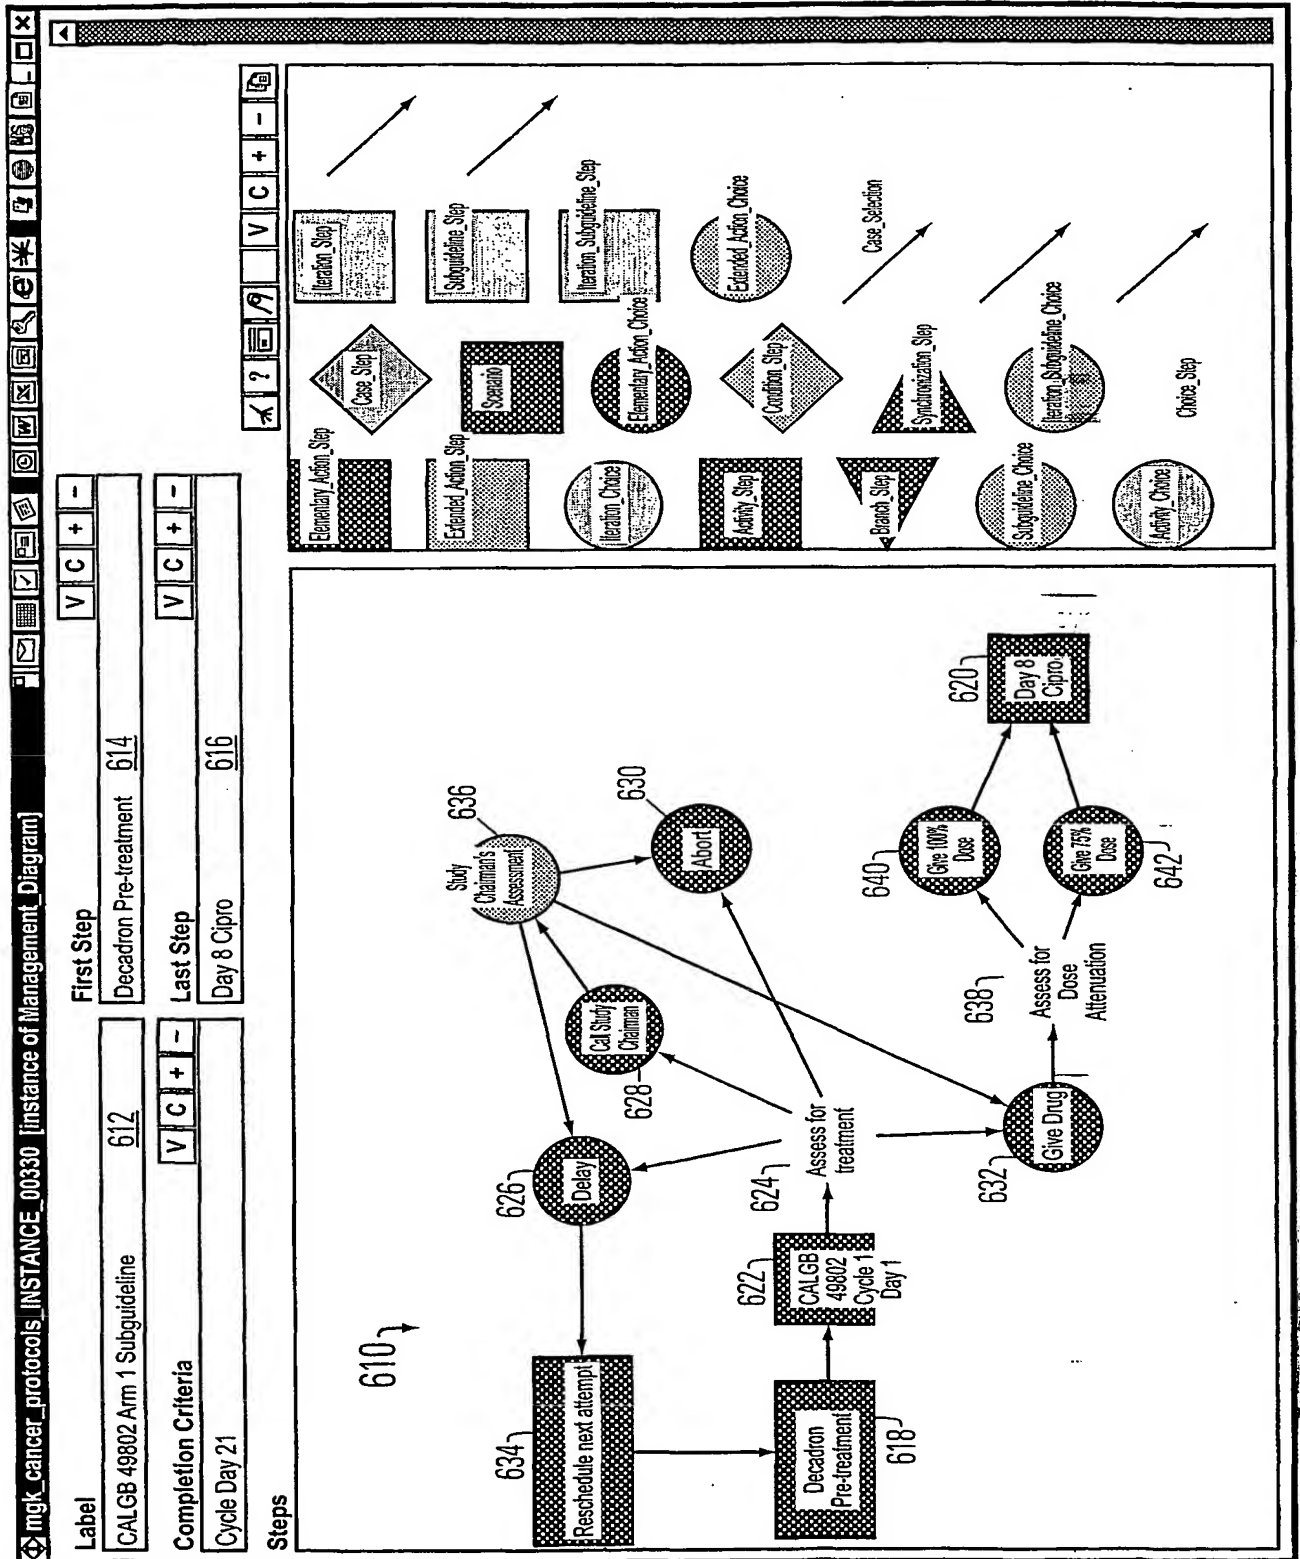 mgk_cancer_protocols_INSTANCE_00330 [instance of Management_Diagram]
Label
CALGB 49802 Arm 1 Subguideline 612
First Step
V C + -
Decadron Pre-treatment 614
Completion Criteria
V C + -
Cycle Day 21
Last Step
V C + -
Day 8 Cipro 616
Steps
? V C + -
610
634
Reschedule next attempt
Decadron
Pre-treatment
618
622
CALGB
49802
Cycle 1
Day 1
626
Delay
624
Assess for
treatment
628
Call Study
Chairman
636
Study
Chairman's
Assessment
630
Abort
632
Give Drug
638
Assess for
Dose
Attenuation
640
Give 100%
Dose
642
Give 75%
Dose
620
Day 8
Cipro
Elementary_Action_Step
Case_Step
Iteration_Step
Extended_Action_Step
Scenario
Subguideline_Step
Iteration_Choice
Elementary_Action_Choice
Iteration_Subguideline_Step
Activity_Step
Condition_Step
Extended_Action_Choice
Branch_Step
Synchronization_Step
Case_Selection
Subguideline_Choice
Iteration_Subguideline_Choice
Activity_Choice
Choice_Step